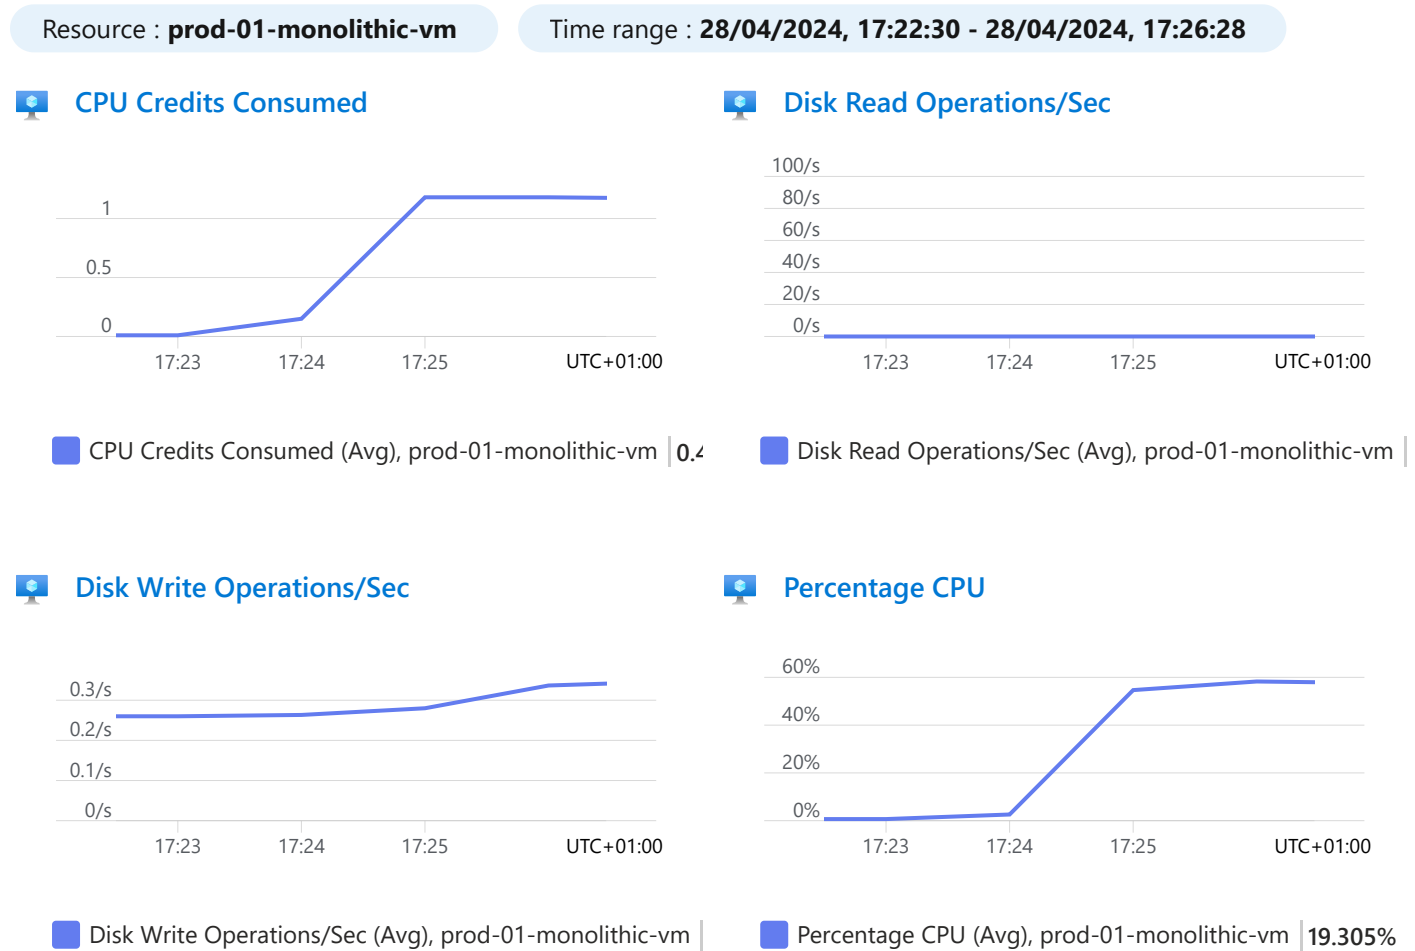 Resource : prod-01-monolithic-vm
Time range : 28/04/2024, 17:22:30 - 28/04/2024, 17:26:28
CPU Credits Consumed
1
0.5
0
17:23 17:24 17:25 UTC+01:00
CPU Credits Consumed (Avg), prod-01-monolithic-vm
Disk Read Operations/Sec
100/s
80/s
60/s
40/s
20/s
0/s
17:23 17:24 17:25 UTC+01:00
Disk Read Operations/Sec (Avg), prod-01-monolithic-vm
Disk Write Operations/Sec
0.3/s
0.2/s
0.1/s
0/s
17:23 17:24 17:25 UTC+01:00
Disk Write Operations/Sec (Avg), prod-01-monolithic-vm
Percentage CPU
60%
40%
20%
0%
17:23 17:24 17:25 UTC+01:00
Percentage CPU (Avg), prod-01-monolithic-vm 19.305%